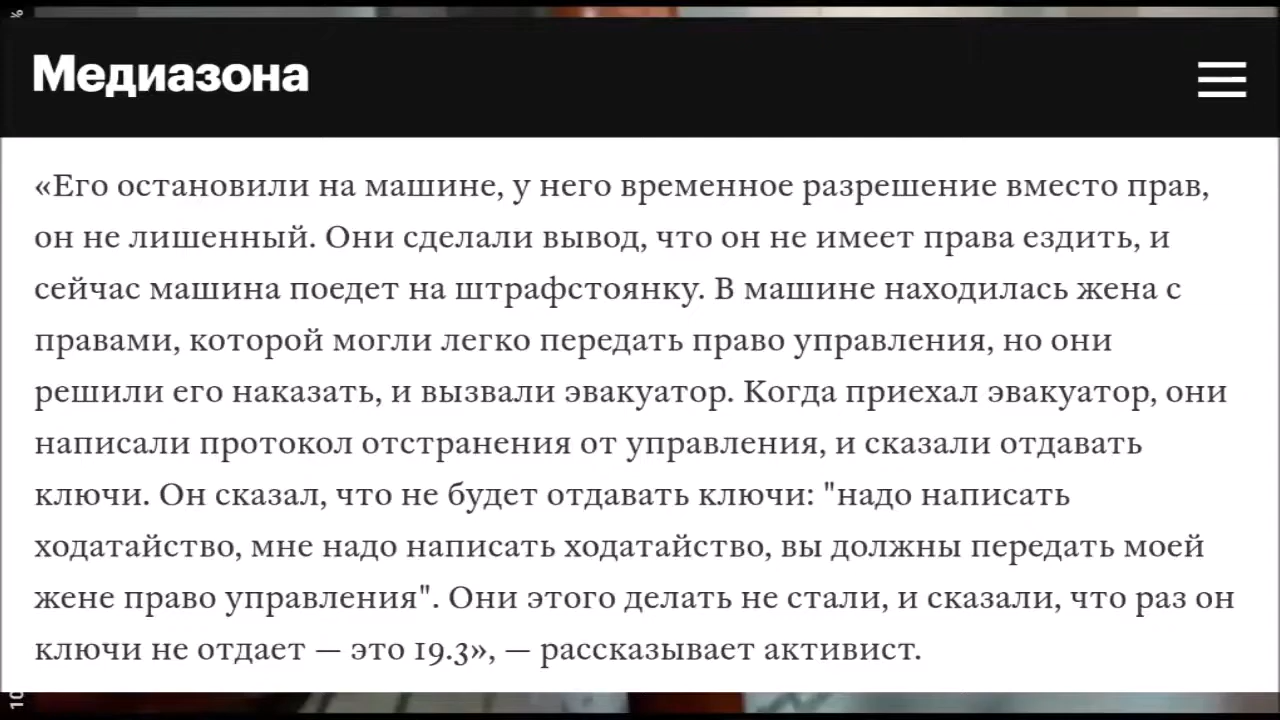 Медиазона
«Его остановили на машине, у него временное разрешение вместо прав,
он не лишенный. Они сделали вывод, что он не имеет права ездить, и
сейчас машина поедет на штрафстоянку. В машине находилась жена с
правами, которой могли легко передать право управления, но они
решили его наказать, и вызвали эвакуатор. Когда приехал эвакуатор, они
написали протокол отстранения от управления, и сказали отдавать
ключи. Он сказал, что не будет отдавать ключи: "надо написать
ходатайство, мне надо написать ходатайство, вы должны передать моей
жене право управления". Они этого делать не стали, и сказали, что раз он
ключи не отдает — это 19.3», — рассказывает активист.